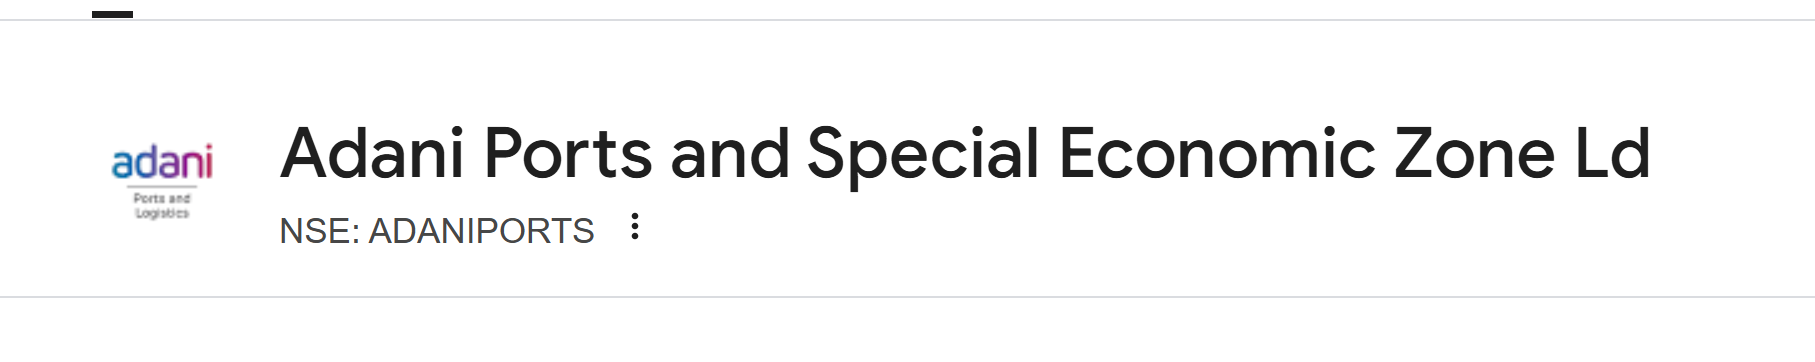 adani
Ports and
Logistics
Adani Ports and Special Economic Zone Ld
NSE: ADANIPORTS